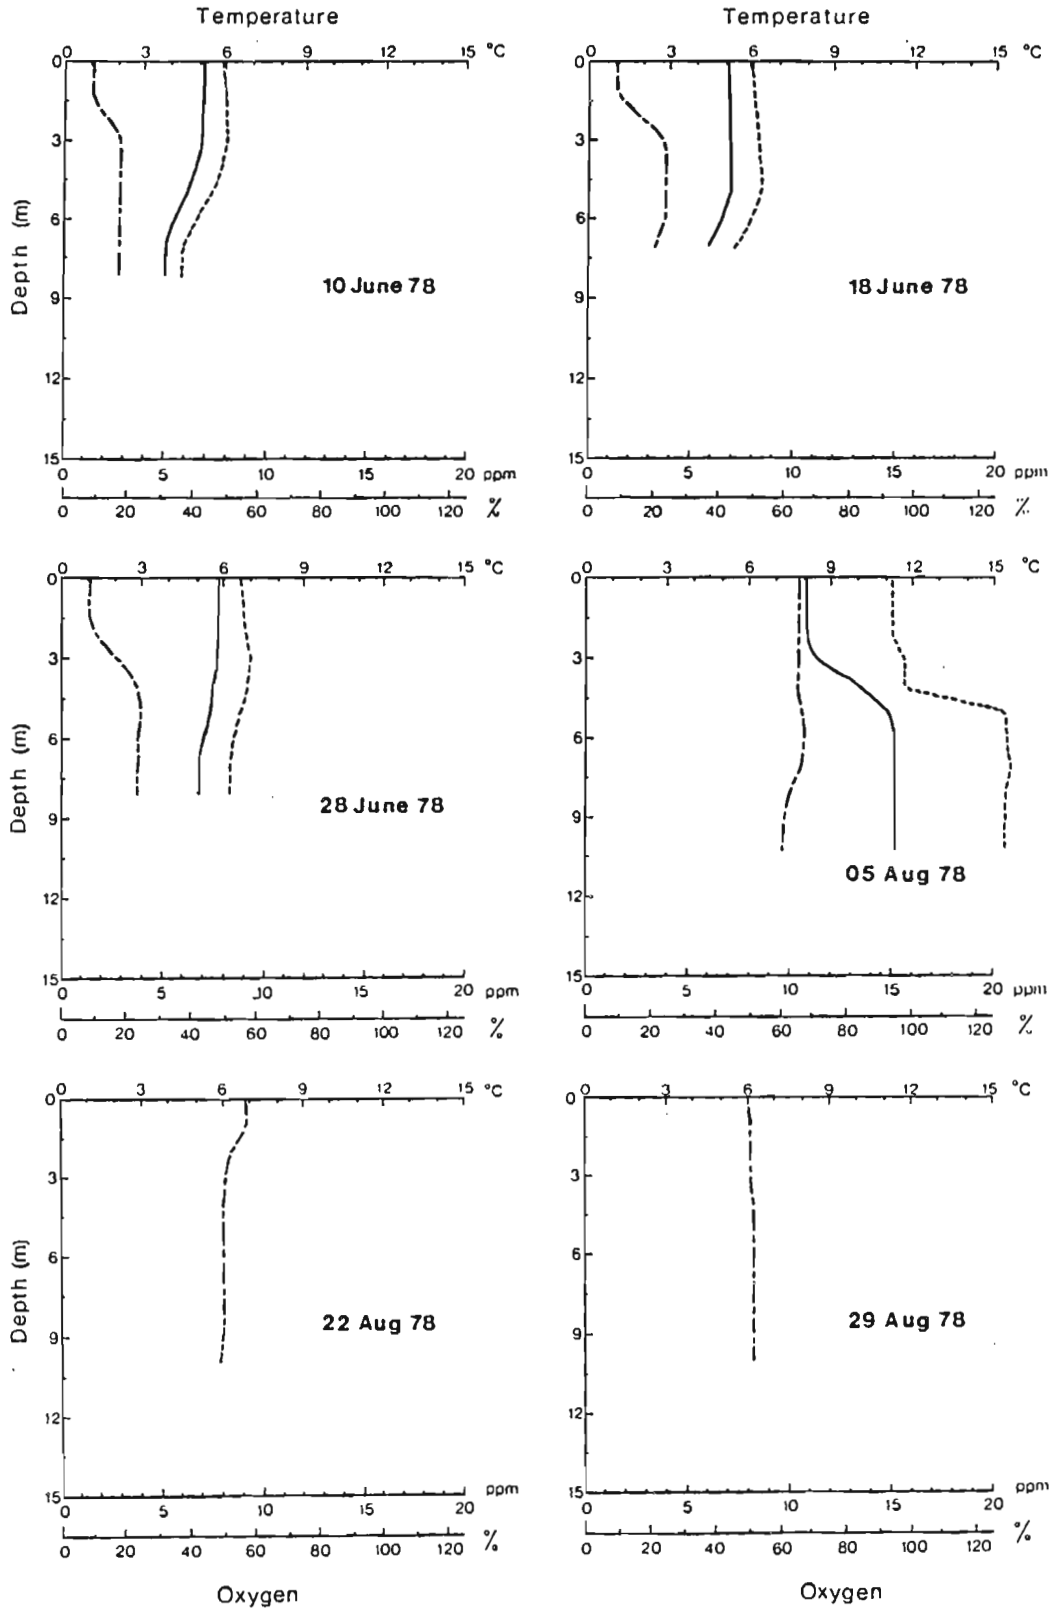 Temperature
0 3 6 9 12 15 °C
0
3
6
9
12
15
Depth (m)
10 June 78
0 5 10 15 20 ppm
0 20 40 60 80 100 120 %
Temperature
0 3 6 9 12 15 °C
0
3
6
9
12
15
18 June 78
0 5 10 15 20 ppm
0 20 40 60 80 100 120 %
0 3 6 9 12 15 °C
0
3
6
9
12
15
Depth (m)
28 June 78
0 5 10 15 20 ppm
0 20 40 60 80 100 120 %
0 3 6 9 12 15 °C
0
3
6
9
12
15
05 Aug 78
0 5 10 15 20 ppm
0 20 40 60 80 100 120 %
0 3 6 9 12 15 °C
0
3
6
9
12
15
Depth (m)
22 Aug 78
0 5 10 15 20 ppm
0 20 40 60 80 100 120 %
Oxygen
0 3 6 9 12 15 °C
0
3
6
9
12
15
29 Aug 78
0 5 10 15 20 ppm
0 20 40 60 80 100 120 %
Oxygen